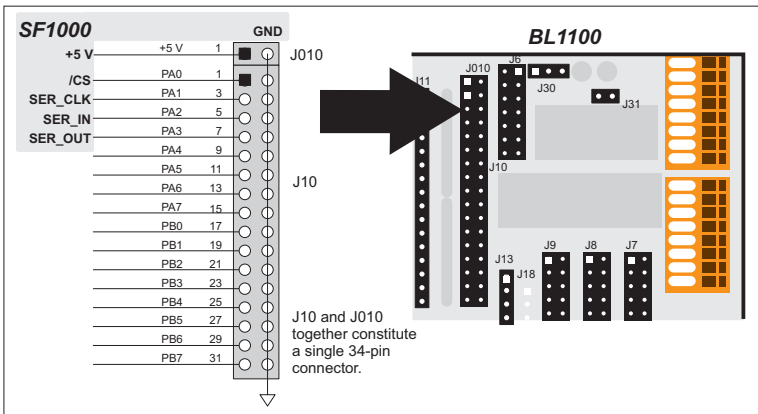 SF1000
GND
+5 V +5 V 1
J010
/CS PA0 1
SER_CLK PA1 3
SER_IN PA2 5
SER_OUT PA3 7
PA4 9
PA5 11
J10
PA6 13
PA7 15
PB0 17
PB1 19
PB2 21
PB3 23
PB4 25
PB5 27
PB6 29
PB7 31
J10 and J010
together constitute
a single 34-pin
connector.
BL1100
J11
J010
J6
J30
J31
J10
J13
J18
J9
J8
J7